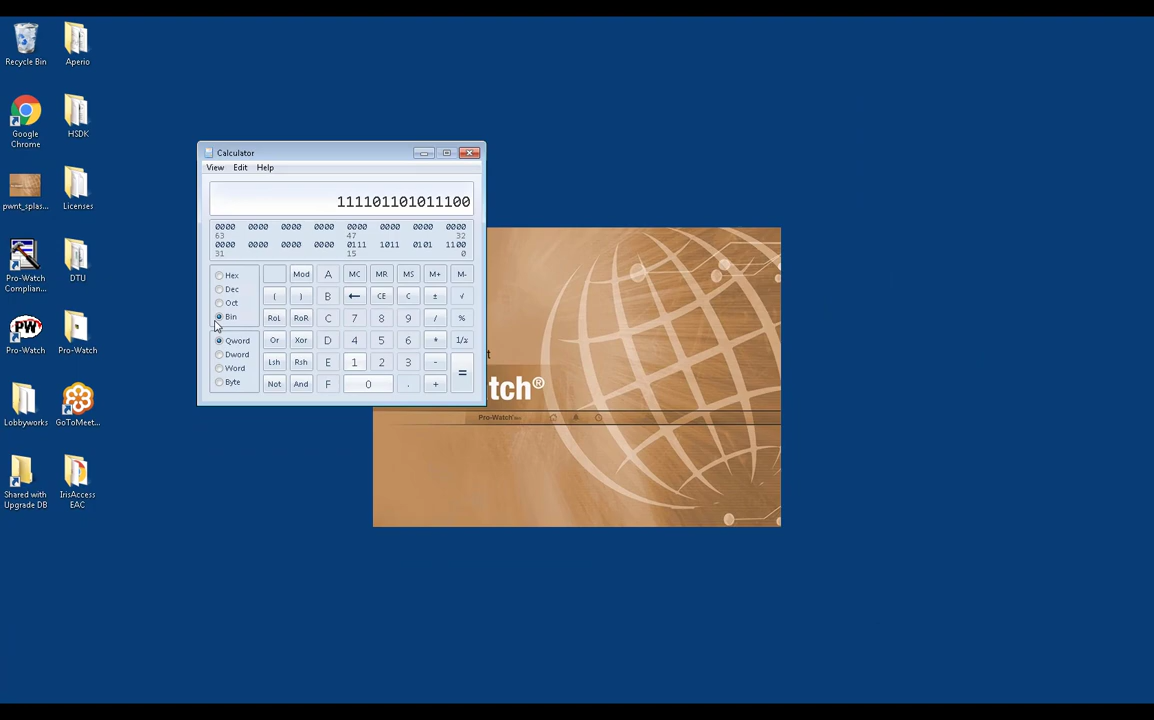 Recycle Bin
Aperio
Google
Chrome
HSDK
pwnt_splas...
Licenses
Pro-Watch
Complian...
DTU
Pro-Watch
Pro-Watch
Lobbyworks
GoToMeet...
Shared with
Upgrade DB
IrisAccess
EAC
Calculator
View Edit Help
111101101011100
0000 0000 0000 0000 0000 0000 0000 0000
63 47 32
0000 0000 0000 0000 0111 1011 0101 1100
31 15 0
Hex Mod A MC MR MS M+ M-
Dec
Oct ( ) B ← CE C ± √
Bin RoL RoR C 7 8 9 / %
Qword Or Xor D 4 5 6 * 1/x
Dword Lsh Rsh E 1 2 3 - =
Word
Byte Not And F 0 . +
t
tch®
Pro-Watch